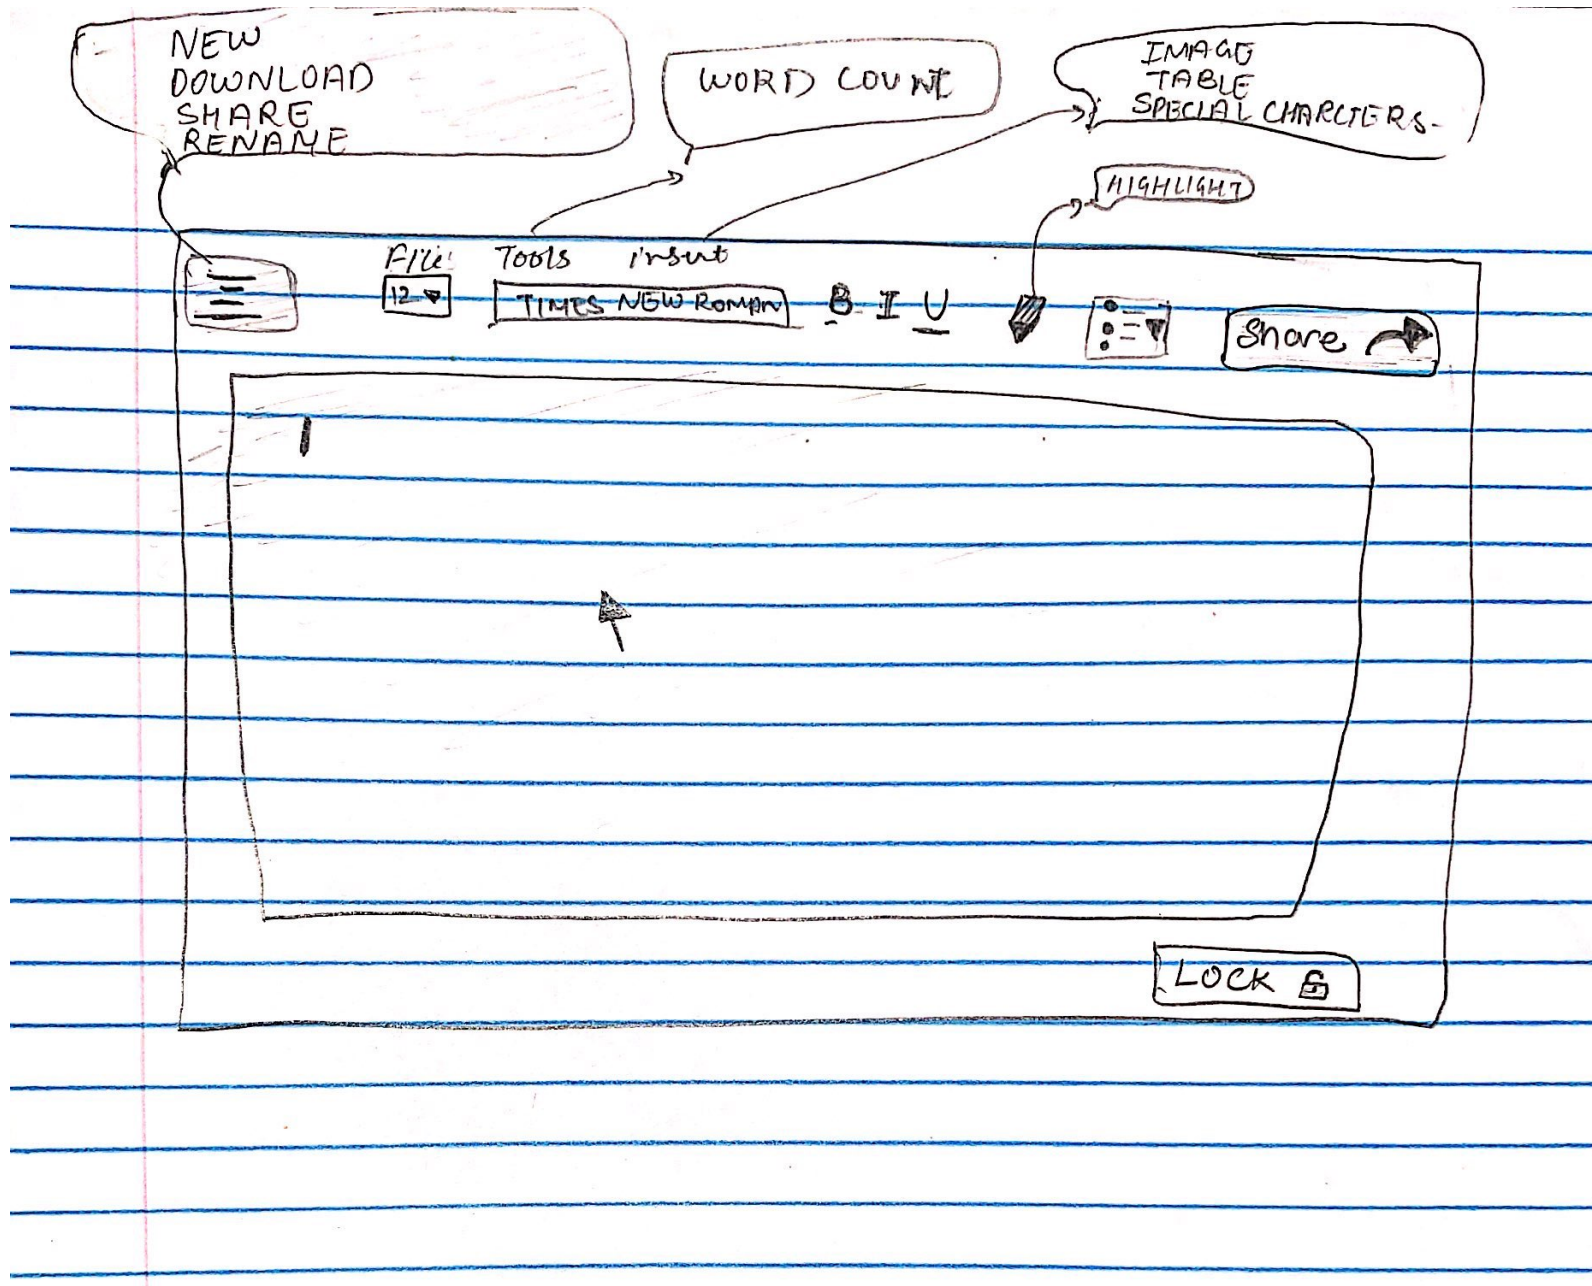 NEW
DOWNLOAD
SHARE
RENAME
WORD COUNT
IMAGE
TABLE
SPECIAL CHARCTERS
HIGHLIGHT
File Tools insert
12 TIMES NEW ROMAN B I U
Share
LOCK